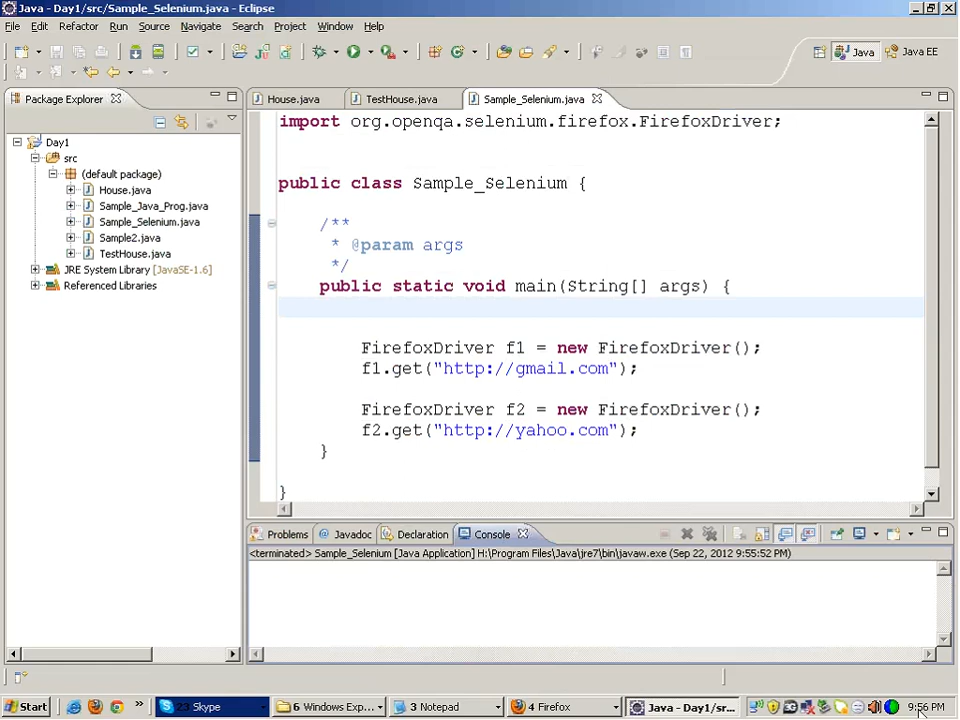 Java - Day1/src/Sample_Selenium.java - Eclipse
File Edit Refactor Run Source Navigate Search Project Window Help
Java Java EE
Package Explorer
House.java TestHouse.java Sample_Selenium.java
Day1
src
(default package)
House.java
Sample_Java_Prog.java
Sample_Selenium.java
Sample2.java
TestHouse.java
JRE System Library [JavaSE-1.6]
Referenced Libraries
import org.openqa.selenium.firefox.FirefoxDriver;
public class Sample_Selenium {
/**
* @param args
*/
public static void main(String[] args) {
FirefoxDriver f1 = new FirefoxDriver();
f1.get("http://gmail.com");
FirefoxDriver f2 = new FirefoxDriver();
f2.get("http://yahoo.com");
}
}
Problems @ Javadoc Declaration Console
<terminated> Sample_Selenium [Java Application] H:\Program Files\Java\jre7\bin\javaw.exe (Sep 22, 2012 9:55:52 PM)
Start » Skype 6 Windows Exp... 3 Notepad 4 Firefox Java - Day1/sr... 9:56 PM